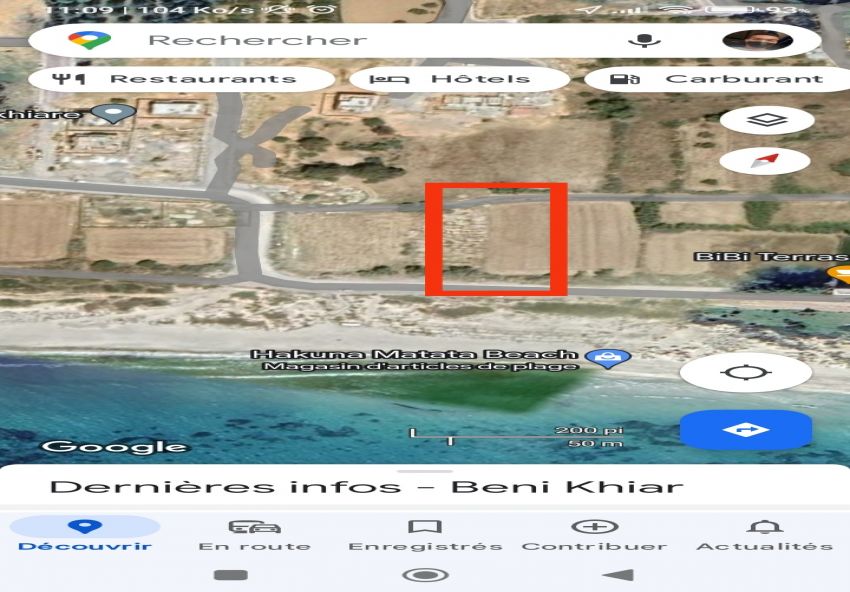 11:09 | 104 Ko/s
93%
Rechercher
Restaurants
Hôtels
Carburant
khiare
BiBi Terras
Hakuna Matata Beach
Magasin d'articles de plage
200 pi
50 m
Google
Dernières infos - Beni Khiar
Découvrir
En route
Enregistrés
Contribuer
Actualités